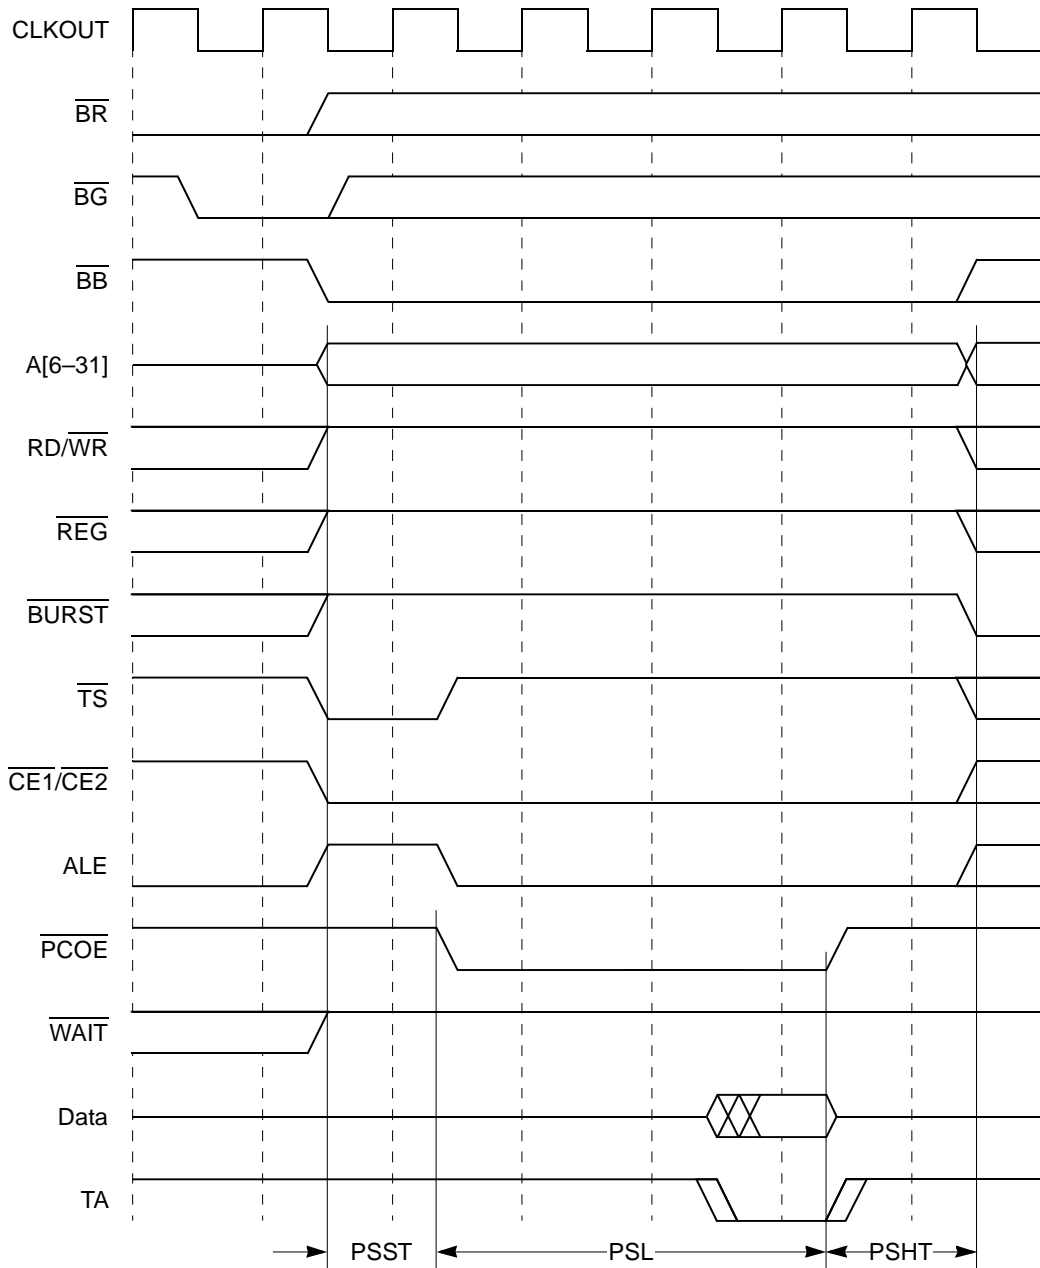 CLKOUT
BR
BG
BB
A[6–31]
RD/WR
REG
BURST
TS
CE1/CE2
ALE
PCOE
WAIT
Data
TA
PSST PSL PSHT